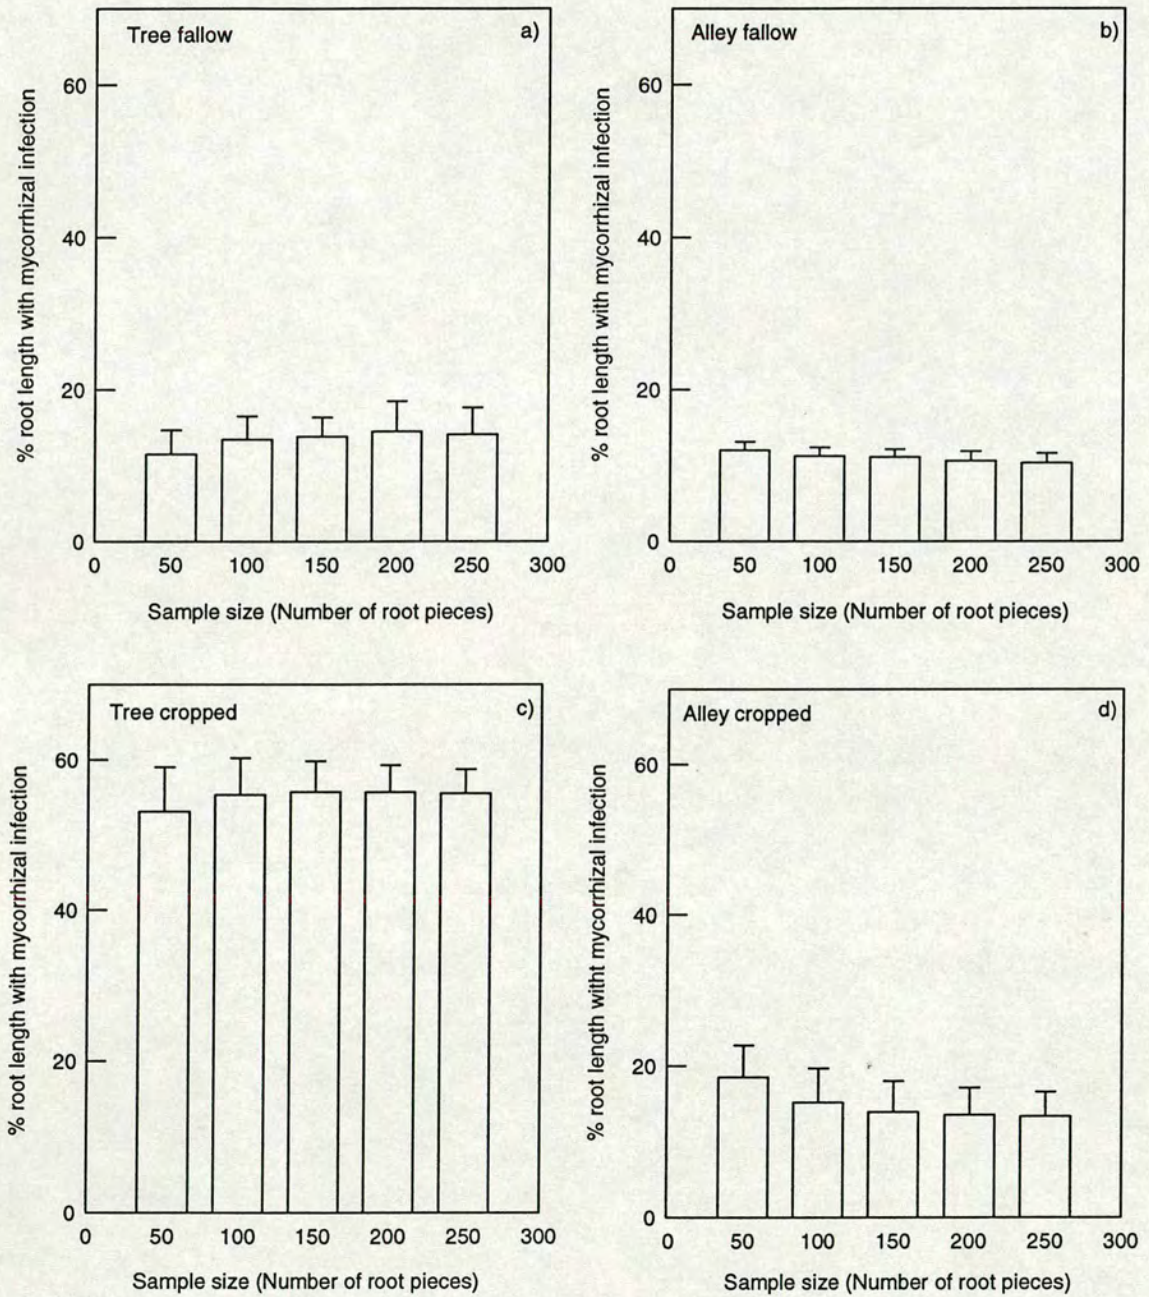 Tree fallow
a)
60
40
20
0
0 50 100 150 200 250 300
% root length with mycorrhizal infection
Sample size (Number of root pieces)
Alley fallow
b)
60
40
20
0
0 50 100 150 200 250 300
% root length with mycorrhizal infection
Sample size (Number of root pieces)
Tree cropped
c)
60
40
20
0
0 50 100 150 200 250 300
% root length with mycorrhizal infection
Sample size (Number of root pieces)
Alley cropped
d)
60
40
20
0
0 50 100 150 200 250 300
% root length witht mycorrhizal infection
Sample size (Number of root pieces)